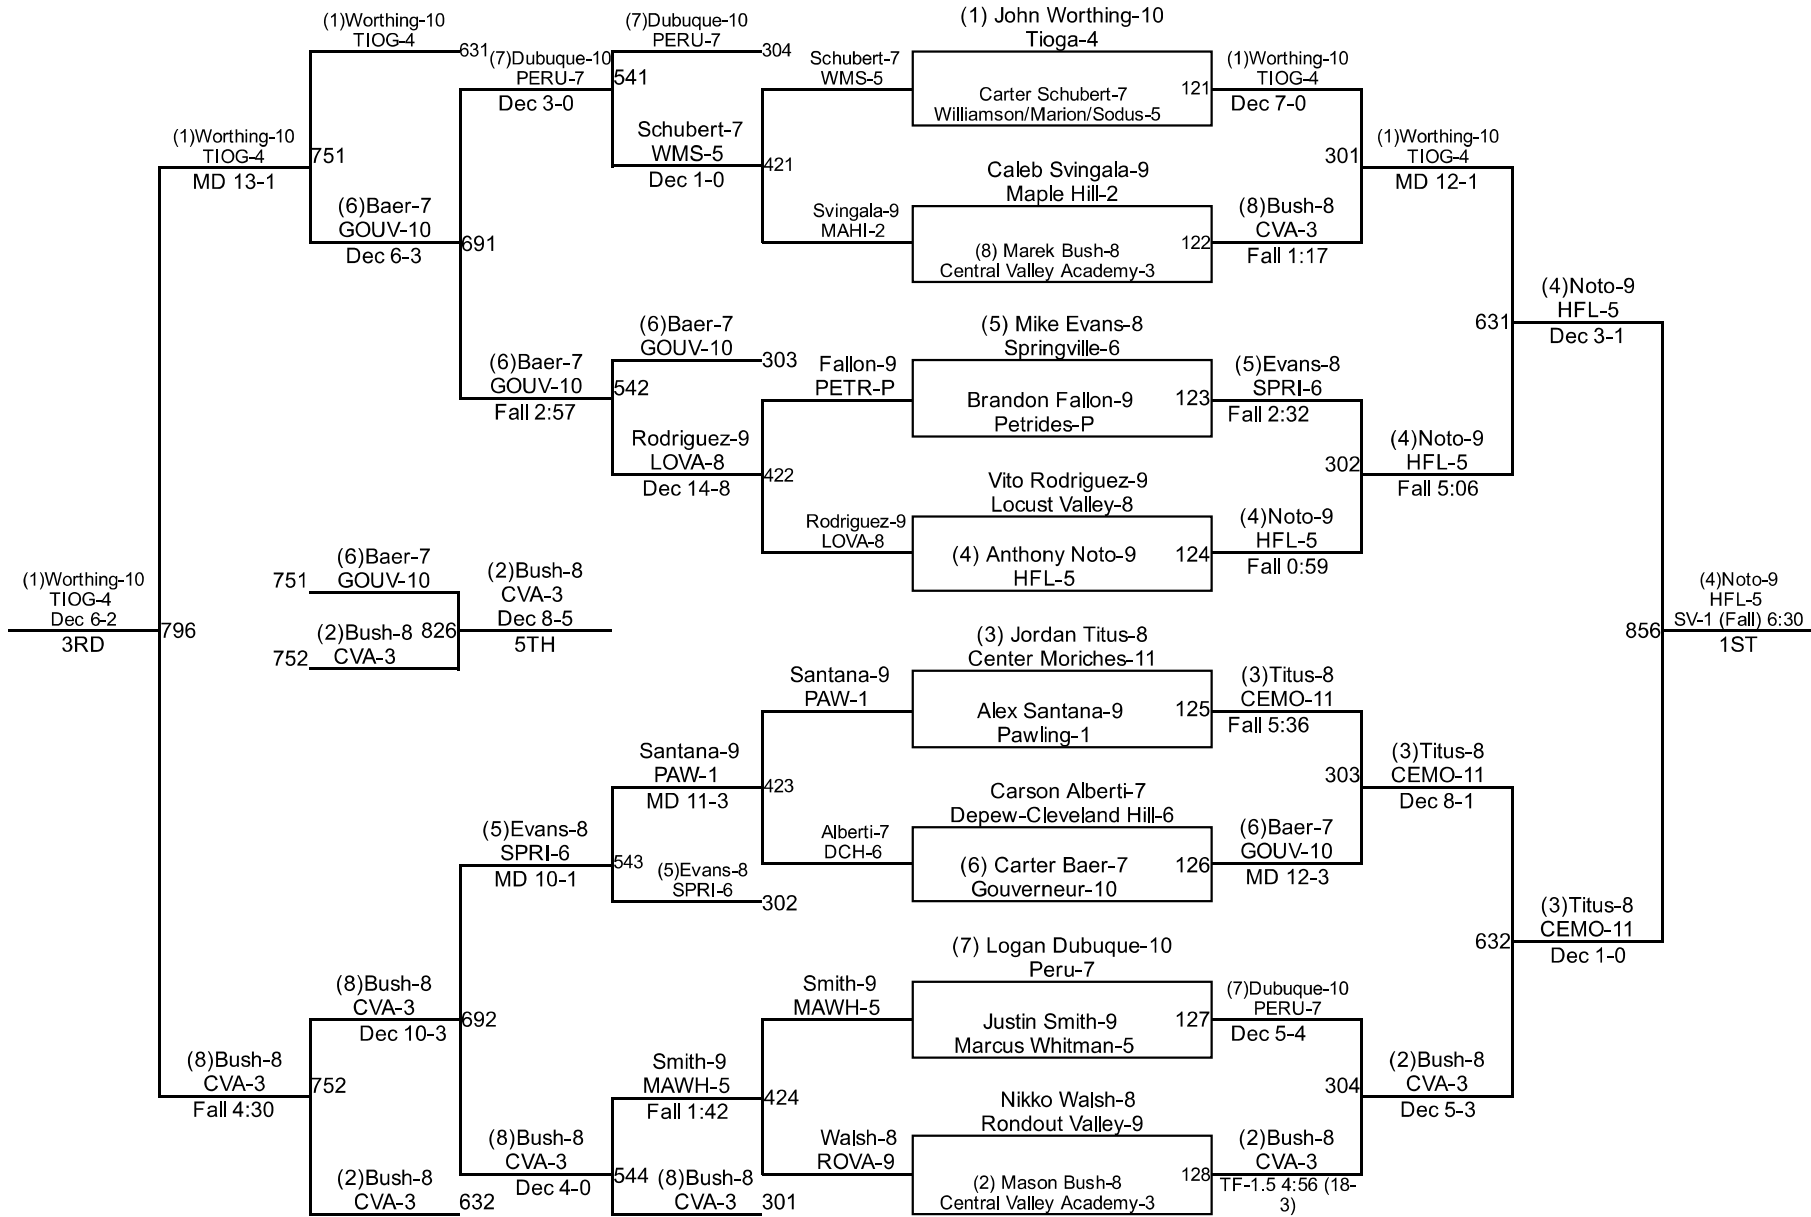 (1)Worthing-10
TIOG-4
631
(7)Dubuque-10
PERU-7
Dec 3-0
541
(7)Dubuque-10
PERU-7
304
Schubert-7
WMS-5
(1) John Worthing-10
Tioga-4
Carter Schubert-7
Williamson/Marion/Sodus-5
121
(1)Worthing-10
TIOG-4
Dec 7-0
(1)Worthing-10
TIOG-4
MD 13-1
751
Schubert-7
WMS-5
Dec 1-0
421
301
(1)Worthing-10
TIOG-4
MD 12-1
(6)Baer-7
GOUV-10
Dec 6-3
691
Svingala-9
MAHI-2
Caleb Svingala-9
Maple Hill-2
(8) Marek Bush-8
Central Valley Academy-3
122
(8)Bush-8
CVA-3
Fall 1:17
631
(4)Noto-9
HFL-5
Dec 3-1
(6)Baer-7
GOUV-10
Fall 2:57
542
(6)Baer-7
GOUV-10
303
Fallon-9
PETR-P
(5) Mike Evans-8
Springville-6
Brandon Fallon-9
Petrides-P
123
(5)Evans-8
SPRI-6
Fall 2:32
Rodriguez-9
LOVA-8
Dec 14-8
422
302
(4)Noto-9
HFL-5
Fall 5:06
Rodriguez-9
LOVA-8
Vito Rodriguez-9
Locust Valley-8
(4) Anthony Noto-9
HFL-5
124
(4)Noto-9
HFL-5
Fall 0:59
(1)Worthing-10
TIOG-4
Dec 6-2
3RD
796
751
(6)Baer-7
GOUV-10
752
(2)Bush-8
CVA-3
826
(2)Bush-8
CVA-3
Dec 8-5
5TH
856
(4)Noto-9
HFL-5
SV-1 (Fall) 6:30
1ST
Santana-9
PAW-1
(3) Jordan Titus-8
Center Moriches-11
Alex Santana-9
Pawling-1
125
(3)Titus-8
CEMO-11
Fall 5:36
Santana-9
PAW-1
MD 11-3
423
303
(3)Titus-8
CEMO-11
Dec 8-1
(5)Evans-8
SPRI-6
MD 10-1
543
(5)Evans-8
SPRI-6
302
Alberti-7
DCH-6
Carson Alberti-7
Depew-Cleveland Hill-6
(6) Carter Baer-7
Gouverneur-10
126
(6)Baer-7
GOUV-10
MD 12-3
632
(3)Titus-8
CEMO-11
Dec 1-0
(8)Bush-8
CVA-3
Dec 10-3
692
Smith-9
MAWH-5
(7) Logan Dubuque-10
Peru-7
Justin Smith-9
Marcus Whitman-5
127
(7)Dubuque-10
PERU-7
Dec 5-4
(8)Bush-8
CVA-3
Fall 4:30
752
Smith-9
MAWH-5
Fall 1:42
424
304
(2)Bush-8
CVA-3
Dec 5-3
(2)Bush-8
CVA-3
632
(8)Bush-8
CVA-3
Dec 4-0
544
(8)Bush-8
CVA-3
301
Walsh-8
ROVA-9
Nikko Walsh-8
Rondout Valley-9
(2) Mason Bush-8
Central Valley Academy-3
128
(2)Bush-8
CVA-3
TF-1.5 4:56 (18-
3)